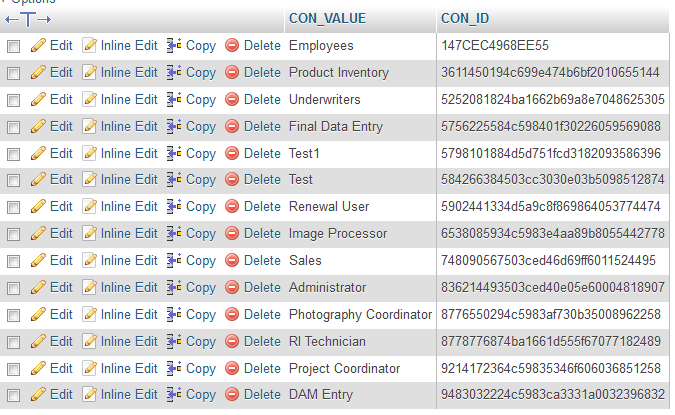 Options
CON_VALUE CON_ID
Edit Inline Edit Copy Delete Employees 147CEC4968EE55
Edit Inline Edit Copy Delete Product Inventory 3611450194c699e474b6bf2010655144
Edit Inline Edit Copy Delete Underwriters 5252081824ba1662b69a8e7048625305
Edit Inline Edit Copy Delete Final Data Entry 5756225584c598401f30226059569088
Edit Inline Edit Copy Delete Test1 5798101884d5d751fcd3182093586396
Edit Inline Edit Copy Delete Test 584266384503cc3030e03b5098512874
Edit Inline Edit Copy Delete Renewal User 5902441334d5a9c8f869864053774474
Edit Inline Edit Copy Delete Image Processor 6538085934c5983e4aa89b8055442778
Edit Inline Edit Copy Delete Sales 748090567503ced46d69ff6011524495
Edit Inline Edit Copy Delete Administrator 836214493503ced40e05e60004818907
Edit Inline Edit Copy Delete Photography Coordinator 8776550294c5983af730b35008962258
Edit Inline Edit Copy Delete RI Technician 8778776874ba1661d555f67077182489
Edit Inline Edit Copy Delete Project Coordinator 9214172364c59835346f606036851258
Edit Inline Edit Copy Delete DAM Entry 9483032224c5983ca3331a0032396832